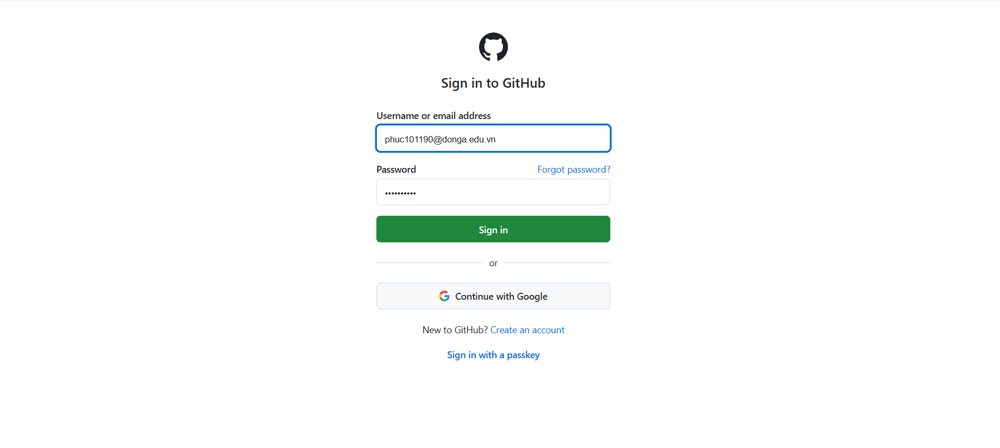 Sign in to GitHub
Username or email address
phuc101190@donga.edu.vn
Password Forgot password?
••••••••••
Sign in
or
Continue with Google
New to GitHub? Create an account
Sign in with a passkey